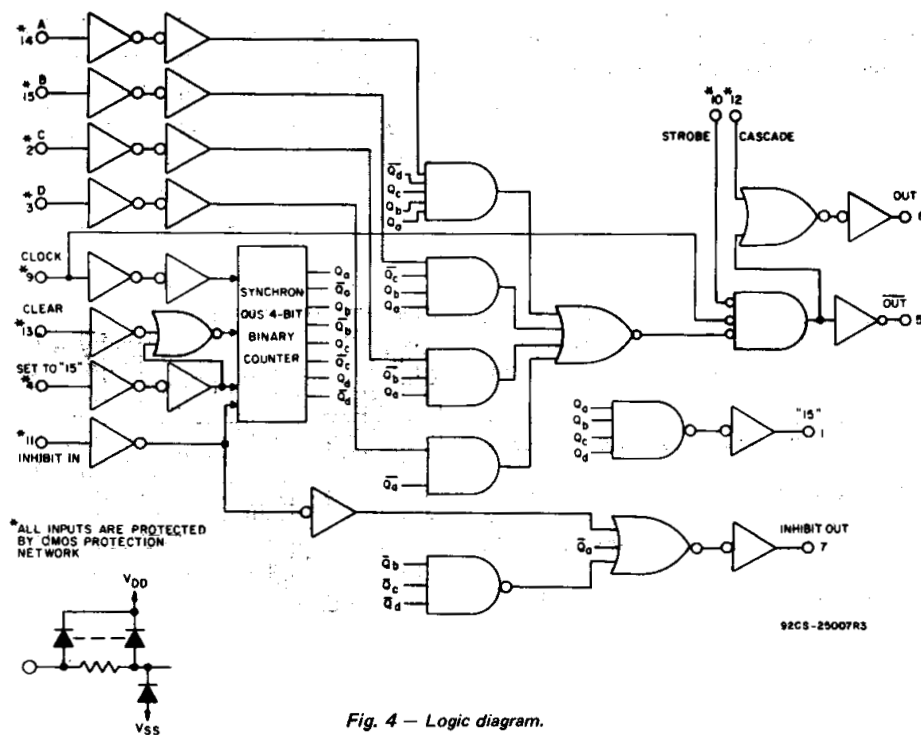 A
*14
B
*15
C
*2
D
*3
CLOCK
*9
CLEAR
*13
SET TO "15"
*4
*11
INHIBIT IN
SYNCHRON
OUS 4-BIT
BINARY
COUNTER
Qa
Q̅a
Qb
Q̅b
Qc
Q̅c
Qd
Q̅d
Q̅d
Qc
Qb
Qa
Q̅c
Qb
Qa
Q̅b
Qa
Q̅a
*10 *12
STROBE CASCADE
OUT
6
O̅U̅T̅
5
Qa
Qb
Qc
Qd
"15"
1
Q̅a
Q̅b
Q̅c
Q̅d
INHIBIT OUT
7
*ALL INPUTS ARE PROTECTED
BY CMOS PROTECTION
NETWORK
VDD
VSS
92CS-25007R3
Fig. 4 — Logic diagram.